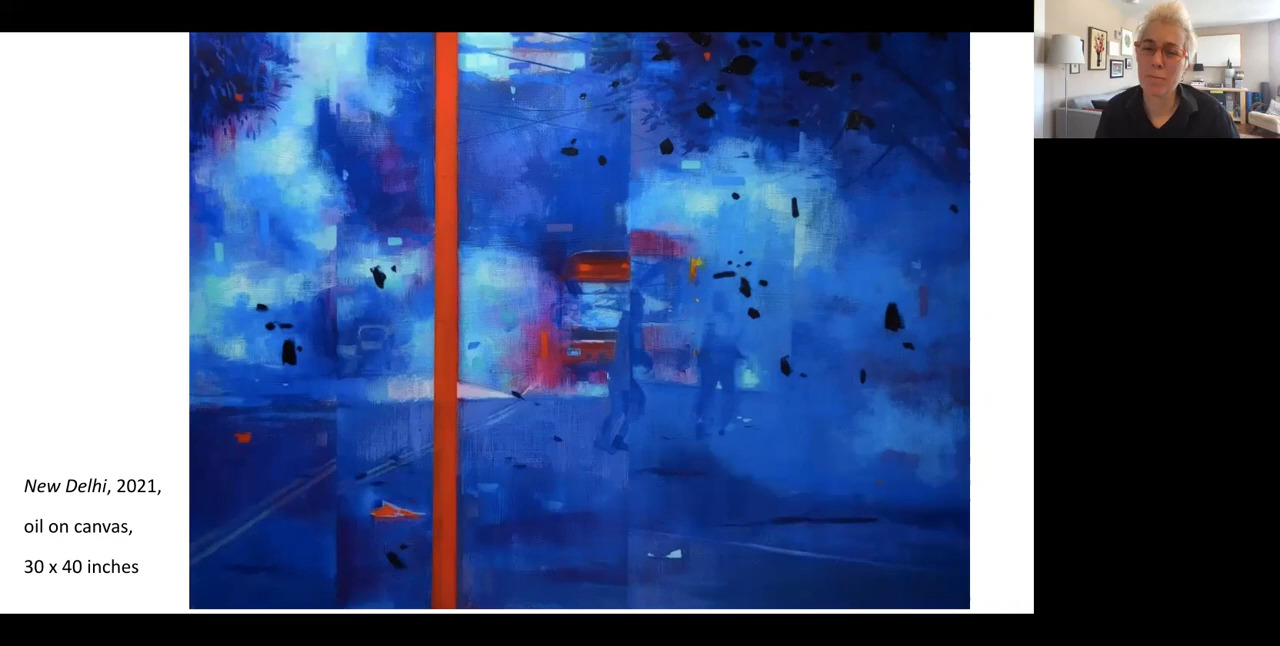 New Delhi, 2021,
oil on canvas,
30 x 40 inches